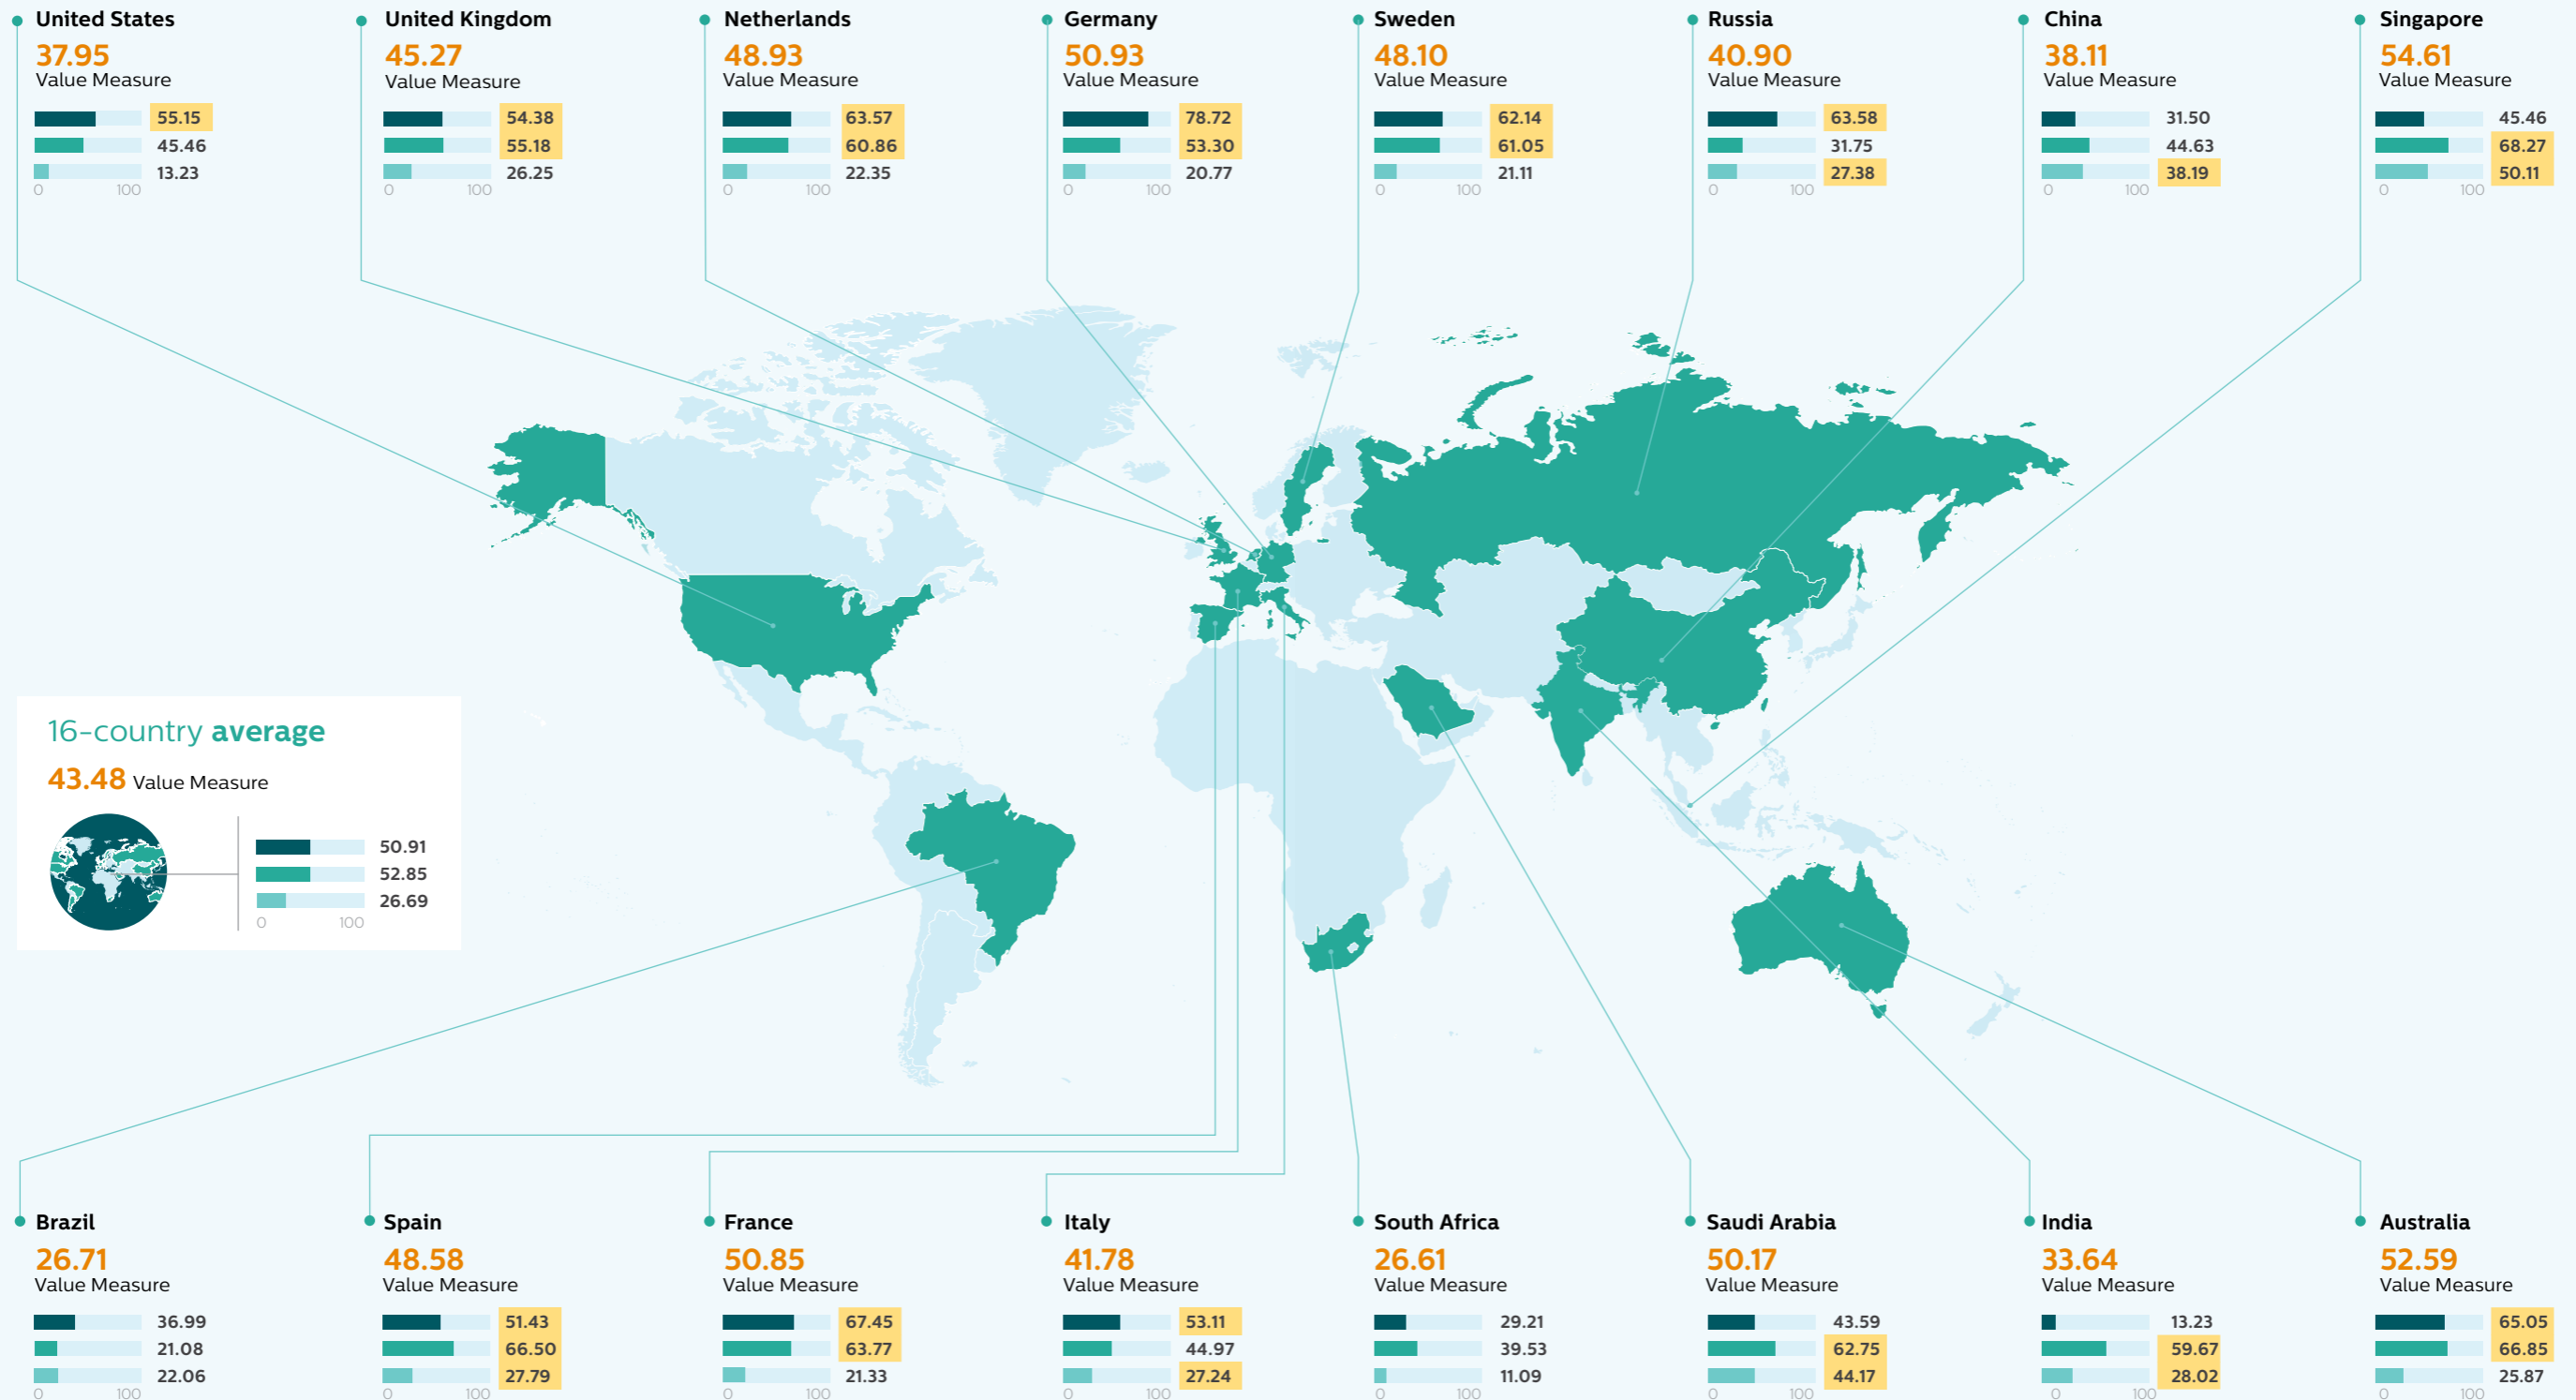 United States
37.95
Value Measure
55.15
45.46
13.23
0 100
United Kingdom
45.27
Value Measure
54.38
55.18
26.25
0 100
Netherlands
48.93
Value Measure
63.57
60.86
22.35
0 100
Germany
50.93
Value Measure
78.72
53.30
20.77
0 100
Sweden
48.10
Value Measure
62.14
61.05
21.11
0 100
Russia
40.90
Value Measure
63.58
31.75
27.38
0 100
China
38.11
Value Measure
31.50
44.63
38.19
0 100
Singapore
54.61
Value Measure
45.46
68.27
50.11
0 100
16-country average
43.48 Value Measure
50.91
52.85
26.69
0 100
Brazil
26.71
Value Measure
36.99
21.08
22.06
0 100
Spain
48.58
Value Measure
51.43
66.50
27.79
0 100
France
50.85
Value Measure
67.45
63.77
21.33
0 100
Italy
41.78
Value Measure
53.11
44.97
27.24
0 100
South Africa
26.61
Value Measure
29.21
39.53
11.09
0 100
Saudi Arabia
50.17
Value Measure
43.59
62.75
44.17
0 100
India
33.64
Value Measure
13.23
59.67
28.02
0 100
Australia
52.59
Value Measure
65.05
66.85
25.87
0 100